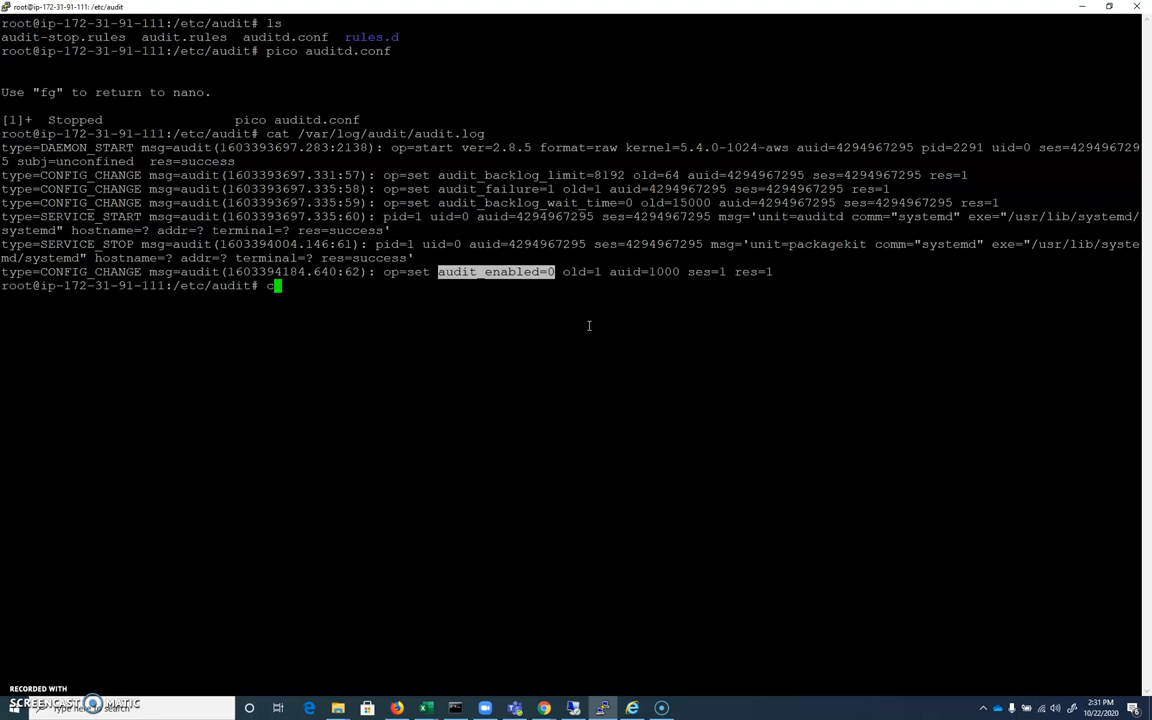 root@ip-172-31-91-111: /etc/audit
root@ip-172-31-91-111:/etc/audit# ls
audit-stop.rules  audit.rules  auditd.conf  rules.d
root@ip-172-31-91-111:/etc/audit# pico auditd.conf
Use "fg" to return to nano.
[1]+  Stopped                 pico auditd.conf
root@ip-172-31-91-111:/etc/audit# cat /var/log/audit/audit.log
type=DAEMON_START msg=audit(1603393697.283:2138): op=start ver=2.8.5 format=raw kernel=5.4.0-1024-aws auid=4294967295 pid=2291 uid=0 ses=429496729
5 subj=unconfined  res=success
type=CONFIG_CHANGE msg=audit(1603393697.331:57): op=set audit_backlog_limit=8192 old=64 auid=4294967295 ses=4294967295 res=1
type=CONFIG_CHANGE msg=audit(1603393697.335:58): op=set audit_failure=1 old=1 auid=4294967295 ses=4294967295 res=1
type=CONFIG_CHANGE msg=audit(1603393697.335:59): op=set audit_backlog_wait_time=0 old=15000 auid=4294967295 ses=4294967295 res=1
type=SERVICE_START msg=audit(1603393697.335:60): pid=1 uid=0 auid=4294967295 ses=4294967295 msg='unit=auditd comm="systemd" exe="/usr/lib/systemd/
systemd" hostname=? addr=? terminal=? res=success'
type=SERVICE_STOP msg=audit(1603394004.146:61): pid=1 uid=0 auid=4294967295 ses=4294967295 msg='unit=packagekit comm="systemd" exe="/usr/lib/syste
md/systemd" hostname=? addr=? terminal=? res=success'
type=CONFIG_CHANGE msg=audit(1603394184.640:62): op=set audit_enabled=0 old=1 auid=1000 ses=1 res=1
root@ip-172-31-91-111:/etc/audit# c
RECORDED WITH
SCREENCAST MATIC
Type here to search
2:31 PM
10/22/2020